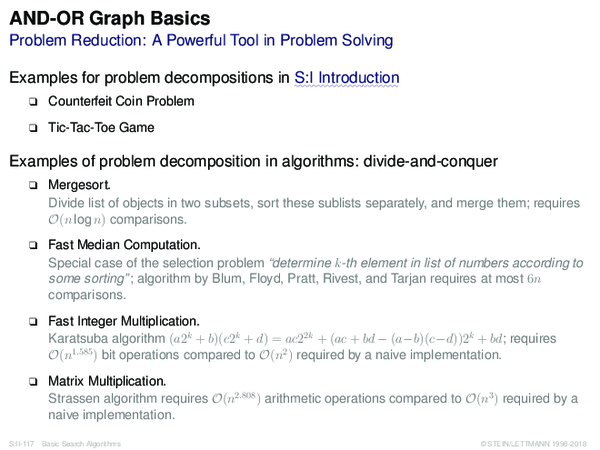 AND-OR Graph Basics
Problem Reduction: A Powerful Tool in Problem Solving
Examples for problem decompositions in S:I Introduction
❑ Counterfeit Coin Problem
❑ Tic-Tac-Toe Game
Examples of problem decomposition in algorithms: divide-and-conquer
❑ Mergesort.
Divide list of objects in two subsets, sort these sublists separately, and merge them; requires
O(n log n) comparisons.
❑ Fast Median Computation.
Special case of the selection problem “determine k-th element in list of numbers according to
some sorting”; algorithm by Blum, Floyd, Pratt, Rivest, and Tarjan requires at most 6n
comparisons.
❑ Fast Integer Multiplication.
Karatsuba algorithm (a2^k + b)(c2^k + d) = ac2^{2k} + (ac + bd − (a−b)(c−d))2^k + bd; requires
O(n^{1.585}) bit operations compared to O(n^2) required by a naive implementation.
❑ Matrix Multiplication.
Strassen algorithm requires O(n^{2.808}) arithmetic operations compared to O(n^3) required by a
naive implementation.
S:II-117 Basic Search Algorithms ©STEIN/LETTMANN 1998-2018